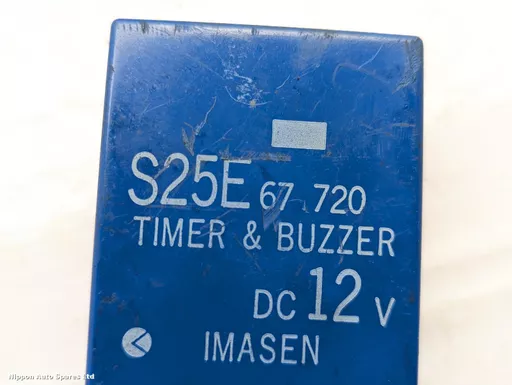 S25E 67 720
TIMER & BUZZER
DC 12 V
IMASEN
Nippon Auto Spares Ltd